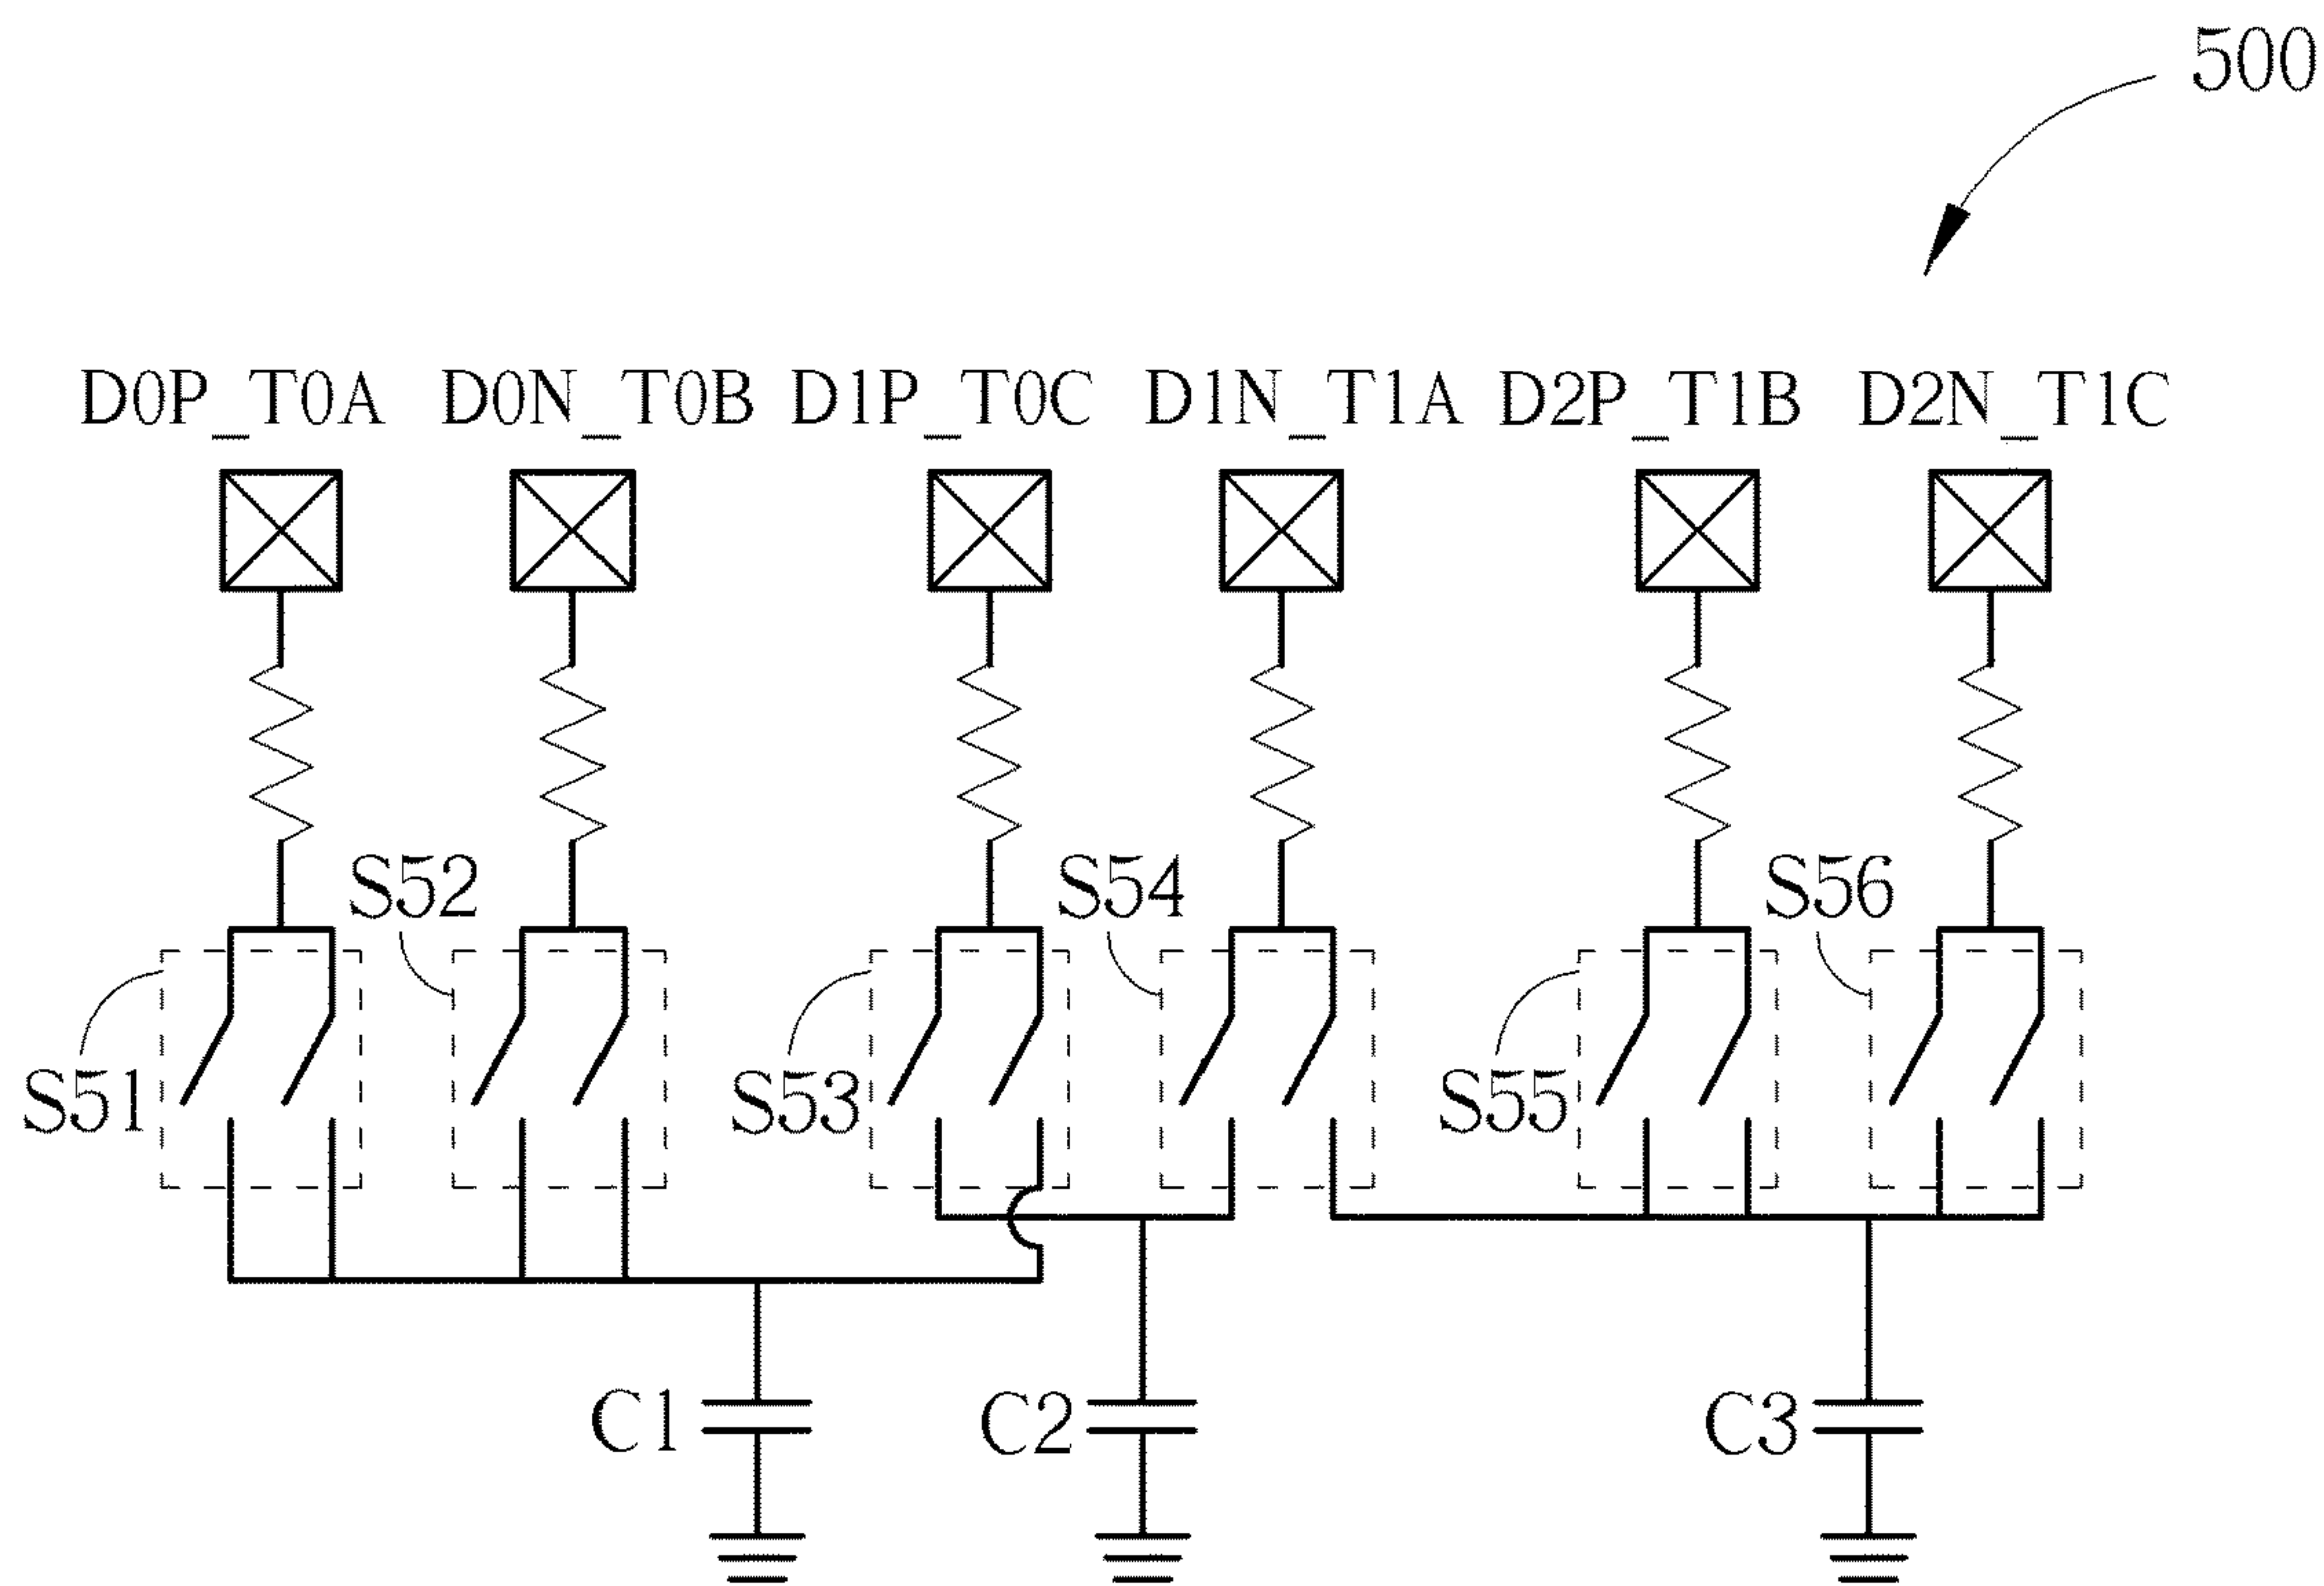 500
D0P_T0A D0N_T0B D1P_T0C D1N_T1A D2P_T1B D2N_T1C
S52 S54 S56
S51 S53 S55
C1 C2 C3